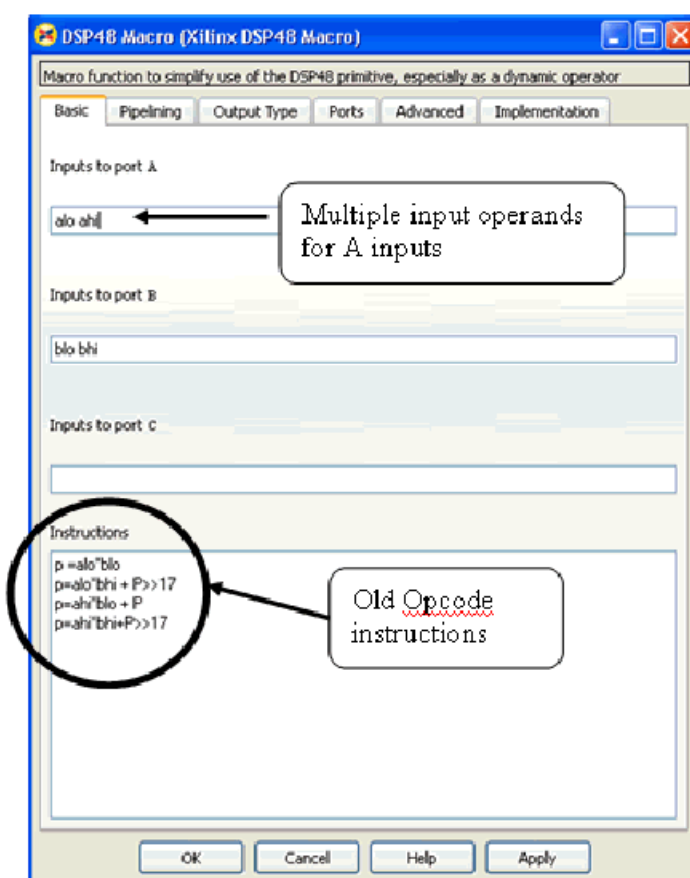 DSP48 Macro (Xilinx DSP48 Macro)
Macro function to simplify use of the DSP48 primitive, especially as a dynamic operator
Basic Pipelining Output Type Ports Advanced Implementation
Inputs to port A
alo ahi
Multiple input operands
for A inputs
Inputs to port B
blo bhi
Inputs to port C
Instructions
p =alo*blo
p=alo*bhi + P>>17
p=ahi*blo + P
p=ahi*bhi+P>>17
Old Opcode
instructions
OK Cancel Help Apply